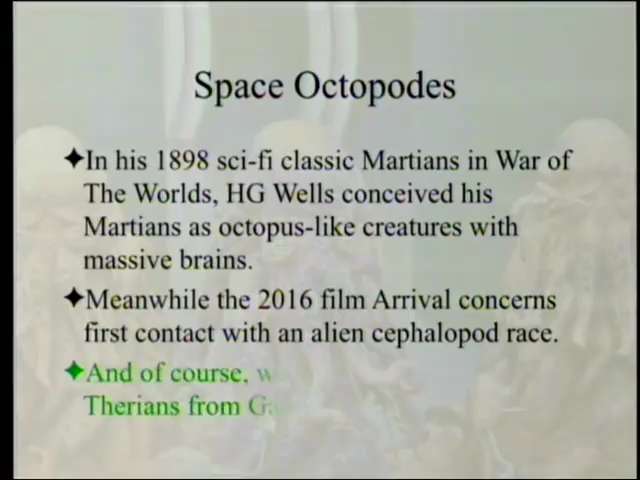 Space Octopodes
✦In his 1898 sci-fi classic Martians in War of
The Worlds, HG Wells conceived his
Martians as octopus-like creatures with
massive brains.
✦Meanwhile the 2016 film Arrival concerns
first contact with an alien cephalopod race.
✦And of course,
Therians from